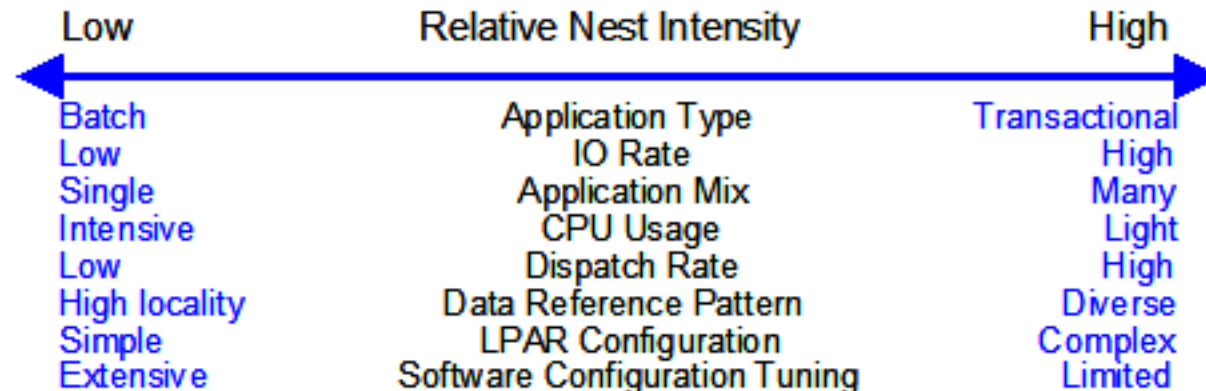 Low Relative Nest Intensity High
Batch Application Type Transactional
Low IO Rate High
Single Application Mix Many
Intensive CPU Usage Light
Low Dispatch Rate High
High locality Data Reference Pattern Diverse
Simple LPAR Configuration Complex
Extensive Software Configuration Tuning Limited